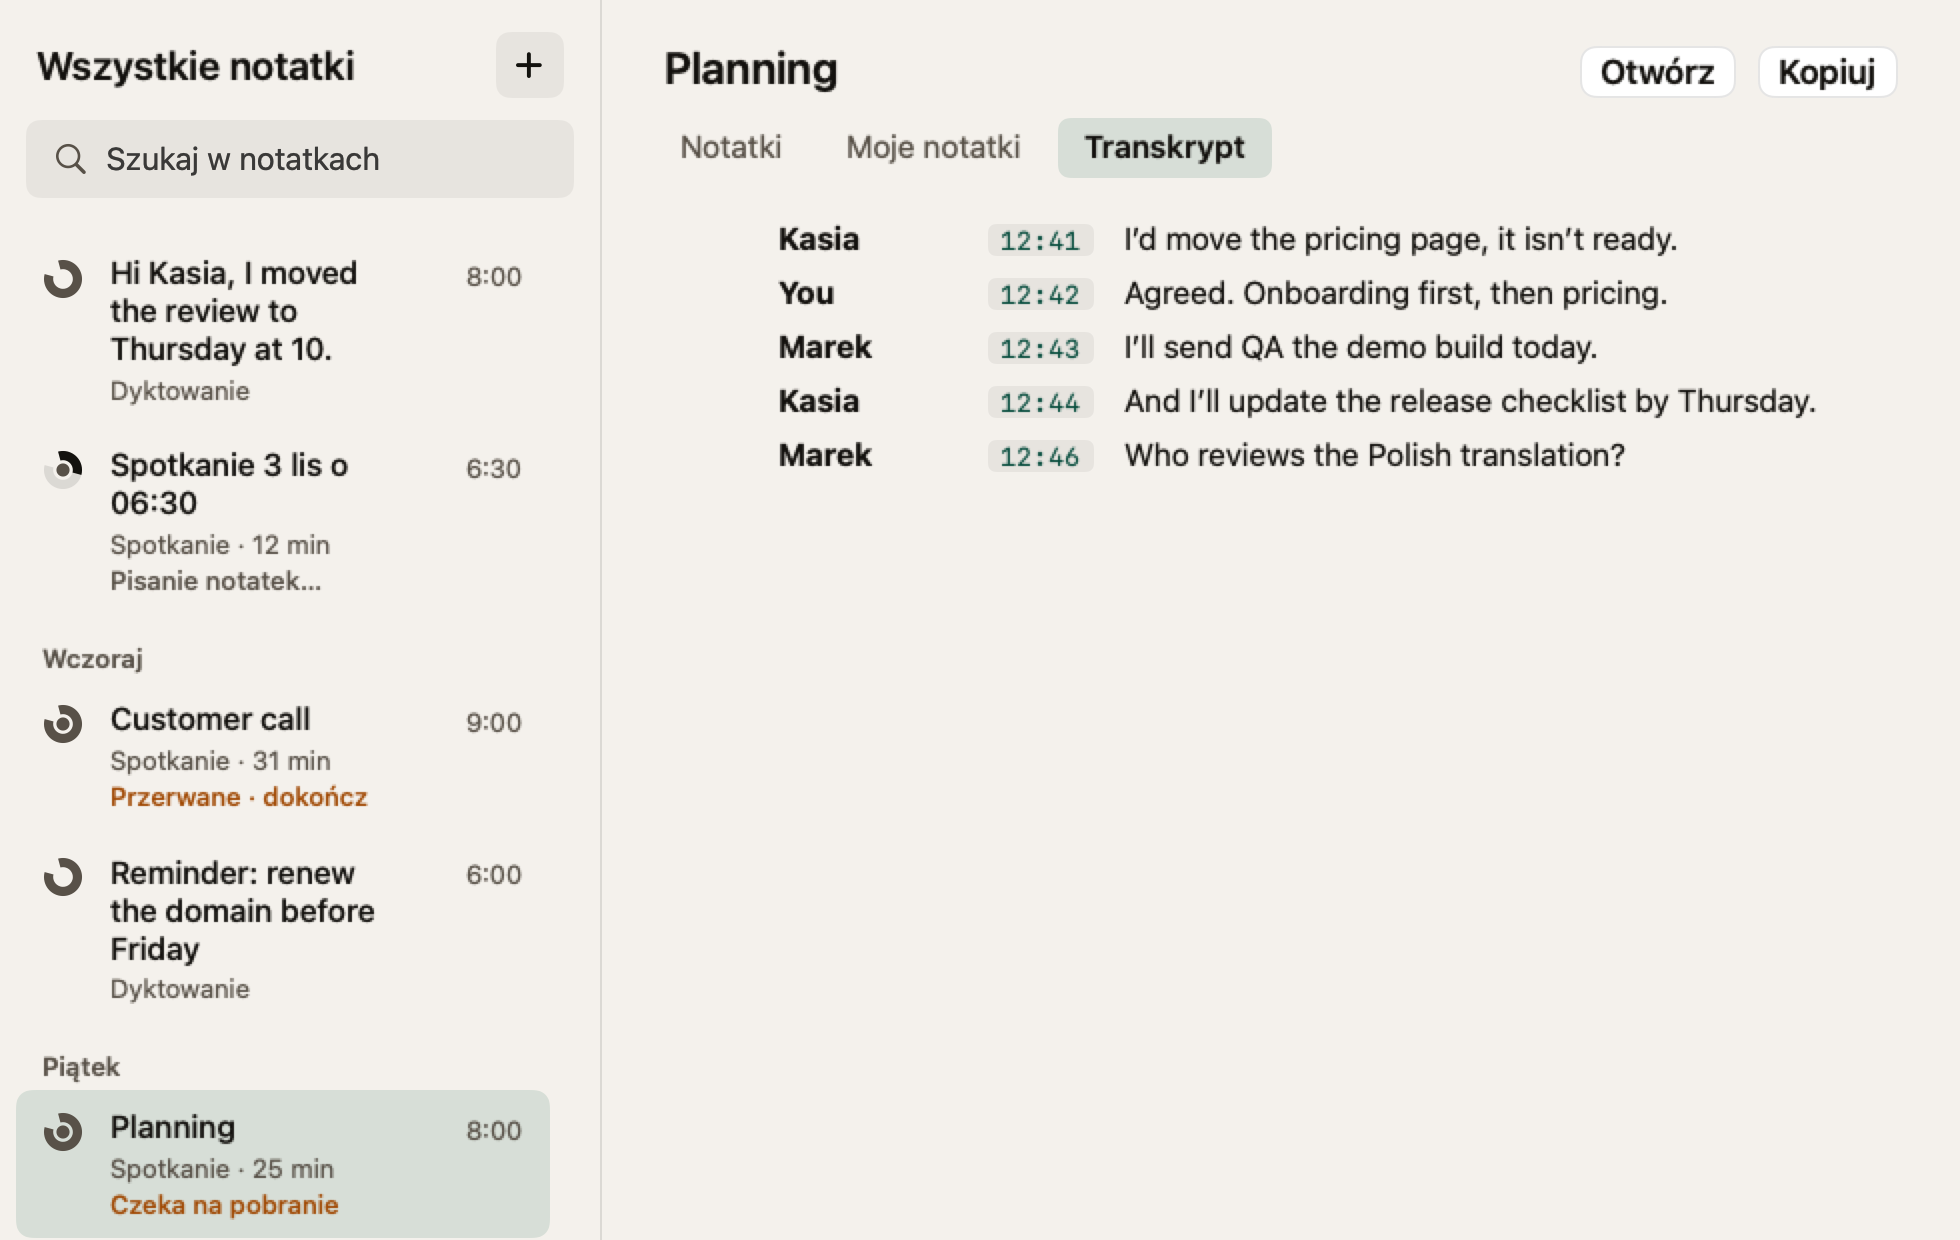 Wszystkie notatki
Szukaj w notatkach
Hi Kasia, I moved
the review to
Thursday at 10.
8:00
Dyktowanie
Spotkanie 3 lis o
06:30
6:30
Spotkanie · 12 min
Pisanie notatek...
Wczoraj
Customer call
9:00
Spotkanie · 31 min
Przerwane · dokończ
Reminder: renew
the domain before
Friday
6:00
Dyktowanie
Piątek
Planning
8:00
Spotkanie · 25 min
Czeka na pobranie
Planning
Otwórz Kopiuj
Notatki Moje notatki Transkrypt
Kasia 12:41 I’d move the pricing page, it isn’t ready.
You 12:42 Agreed. Onboarding first, then pricing.
Marek 12:43 I’ll send QA the demo build today.
Kasia 12:44 And I’ll update the release checklist by Thursday.
Marek 12:46 Who reviews the Polish translation?